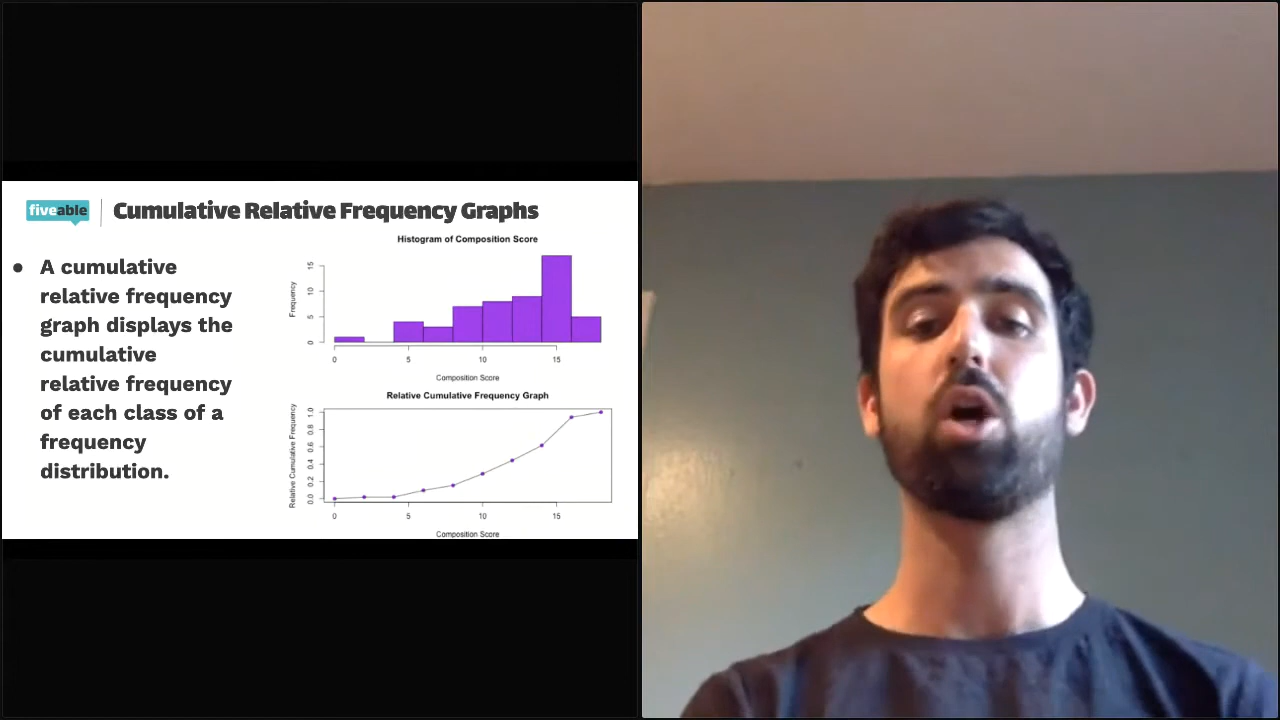 fiveable
Cumulative Relative Frequency Graphs
● A cumulative
relative frequency
graph displays the
cumulative
relative frequency
of each class of a
frequency
distribution.
Histogram of Composition Score
Frequency
15
10
5
0
0 5 10 15
Composition Score
Relative Cumulative Frequency Graph
Relative Cumulative Frequency
1.0
0.8
0.6
0.4
0.2
0.0
0 5 10 15
Composition Score